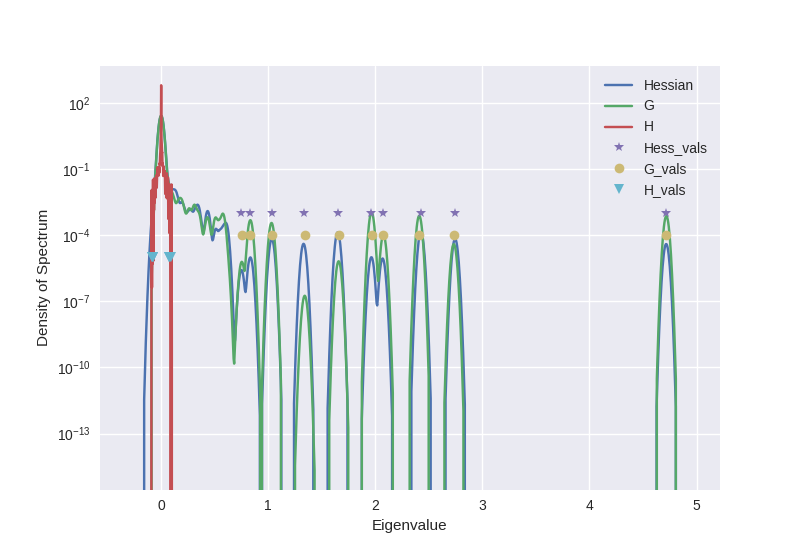 Hessian
G
H
Hess_vals
G_vals
H_vals
Density of Spectrum
10²
10⁻¹
10⁻⁴
10⁻⁷
10⁻¹⁰
10⁻¹³
0 1 2 3 4 5
Eigenvalue